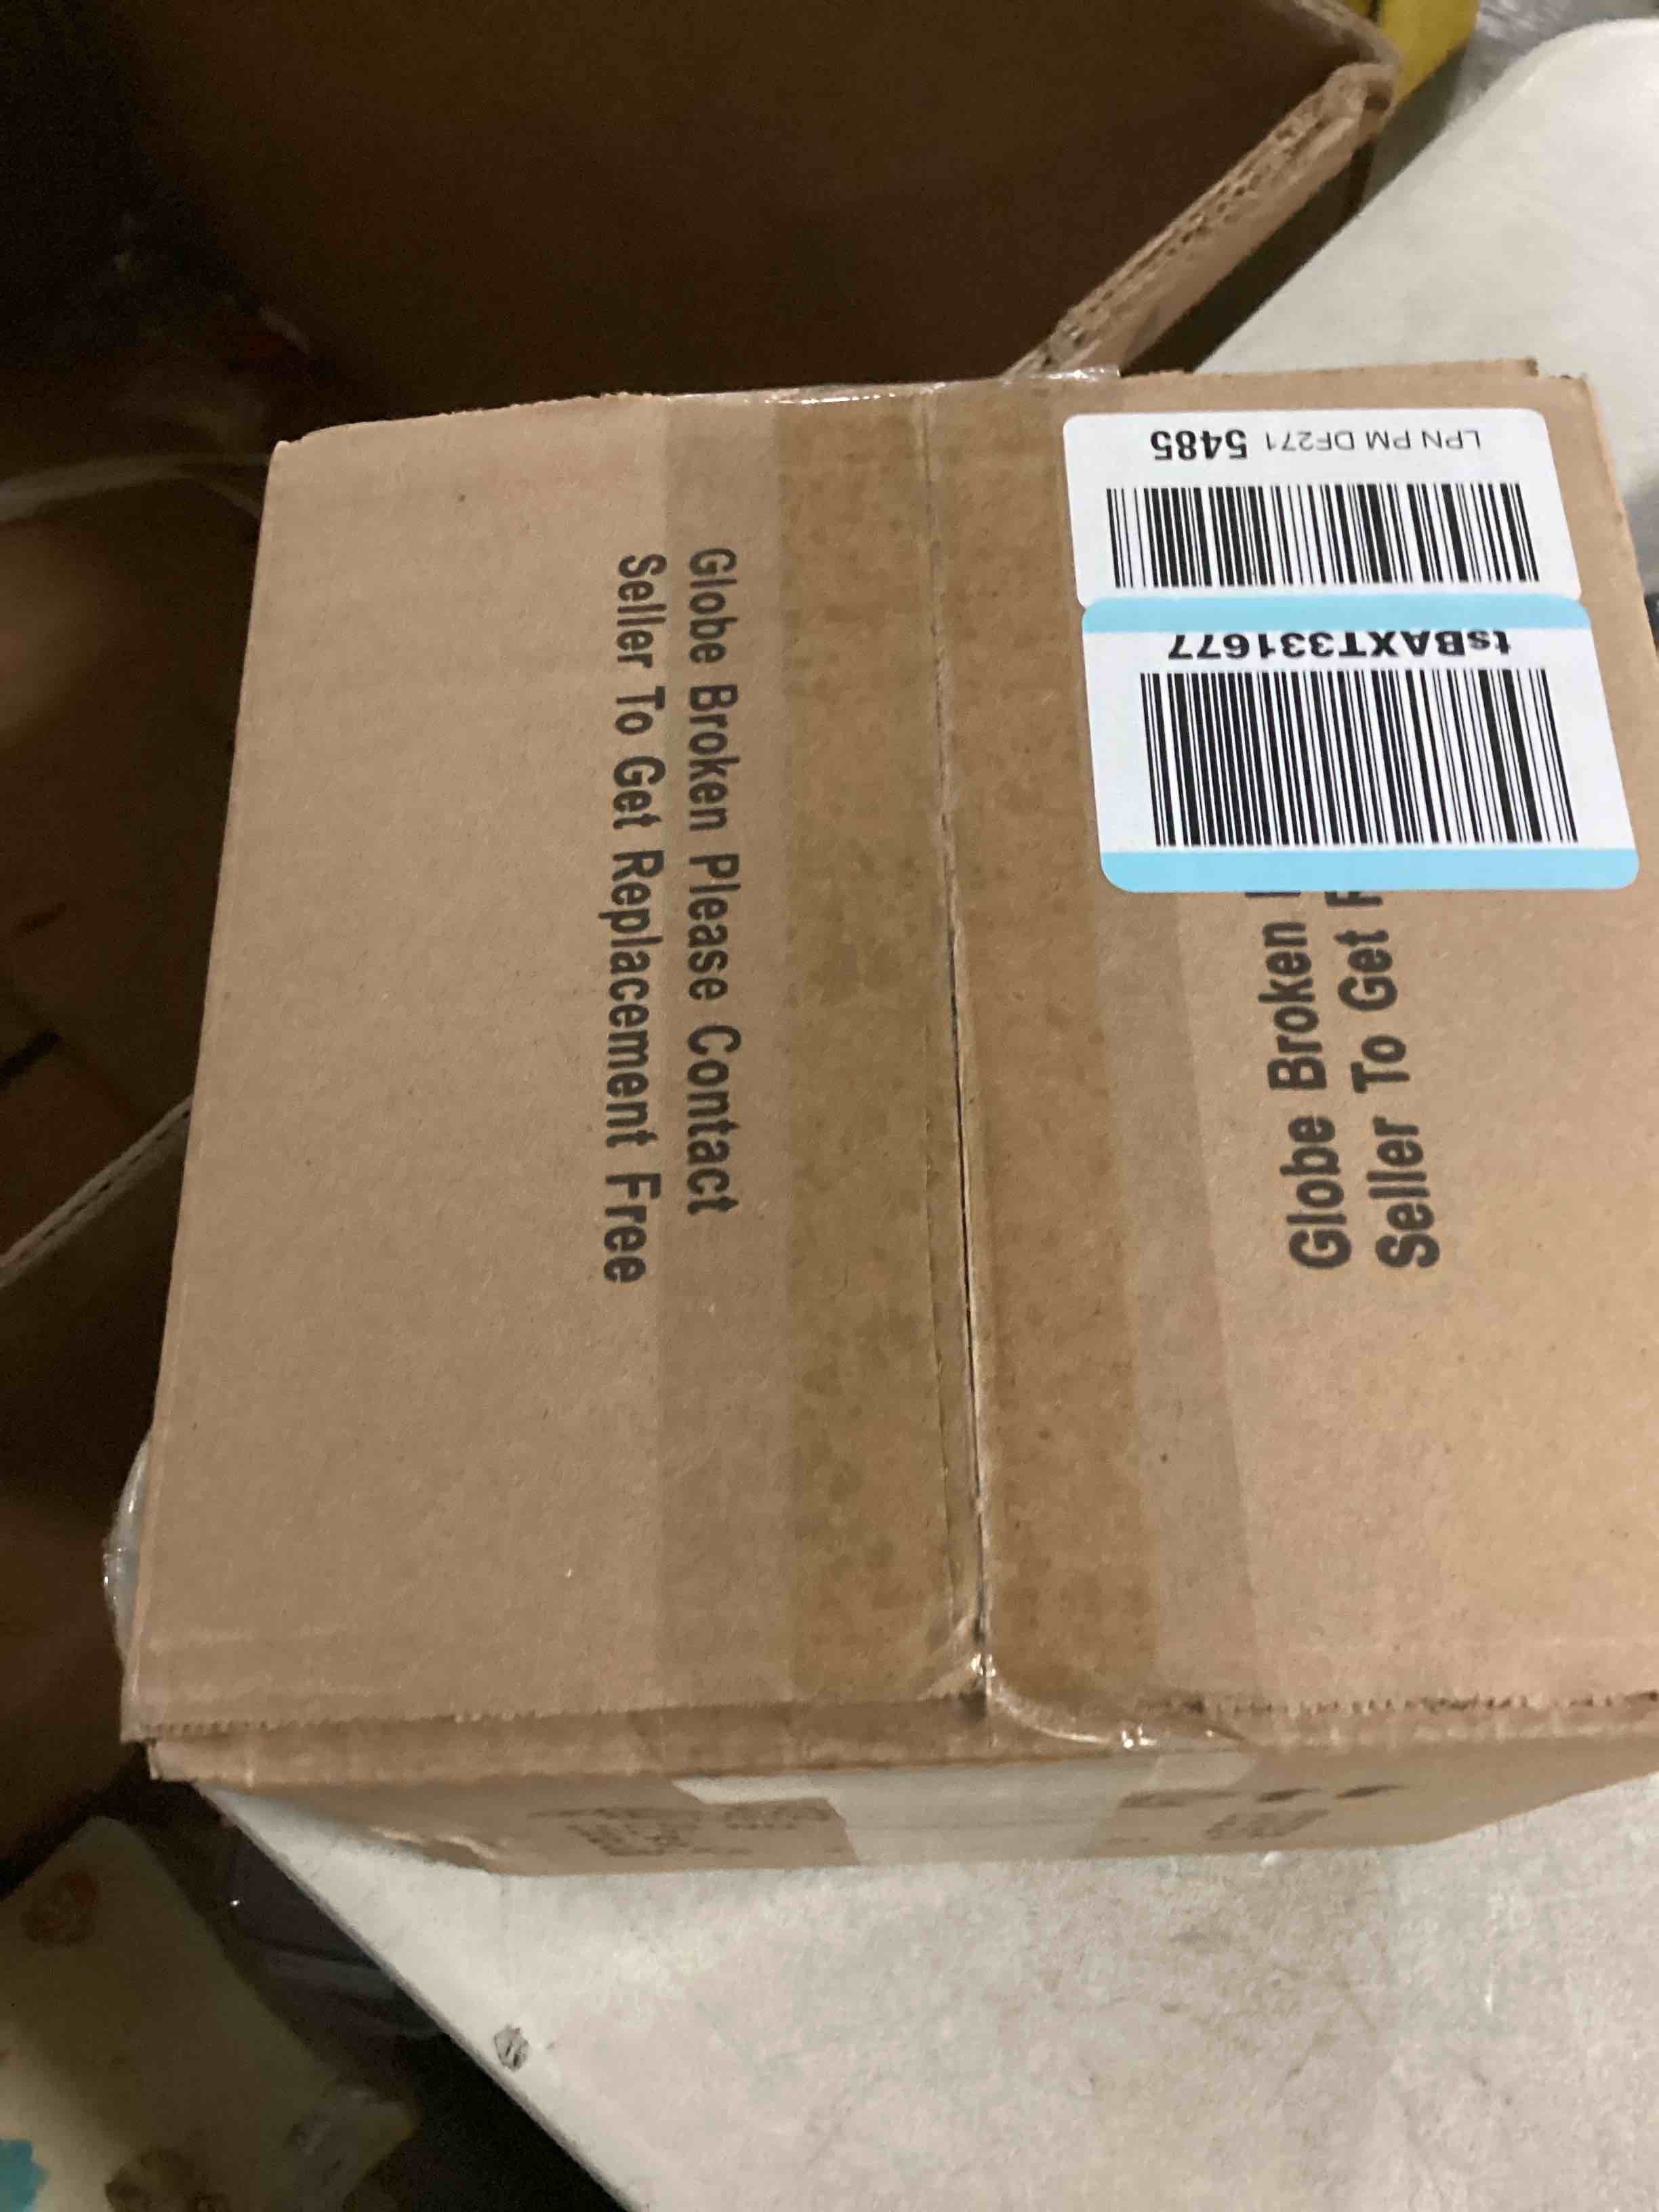 LPN PM DF271 5485
tsBAXT331677
Globe Broken Please Contact
Seller To Get Replacement Free
Globe Broken
Seller To Get